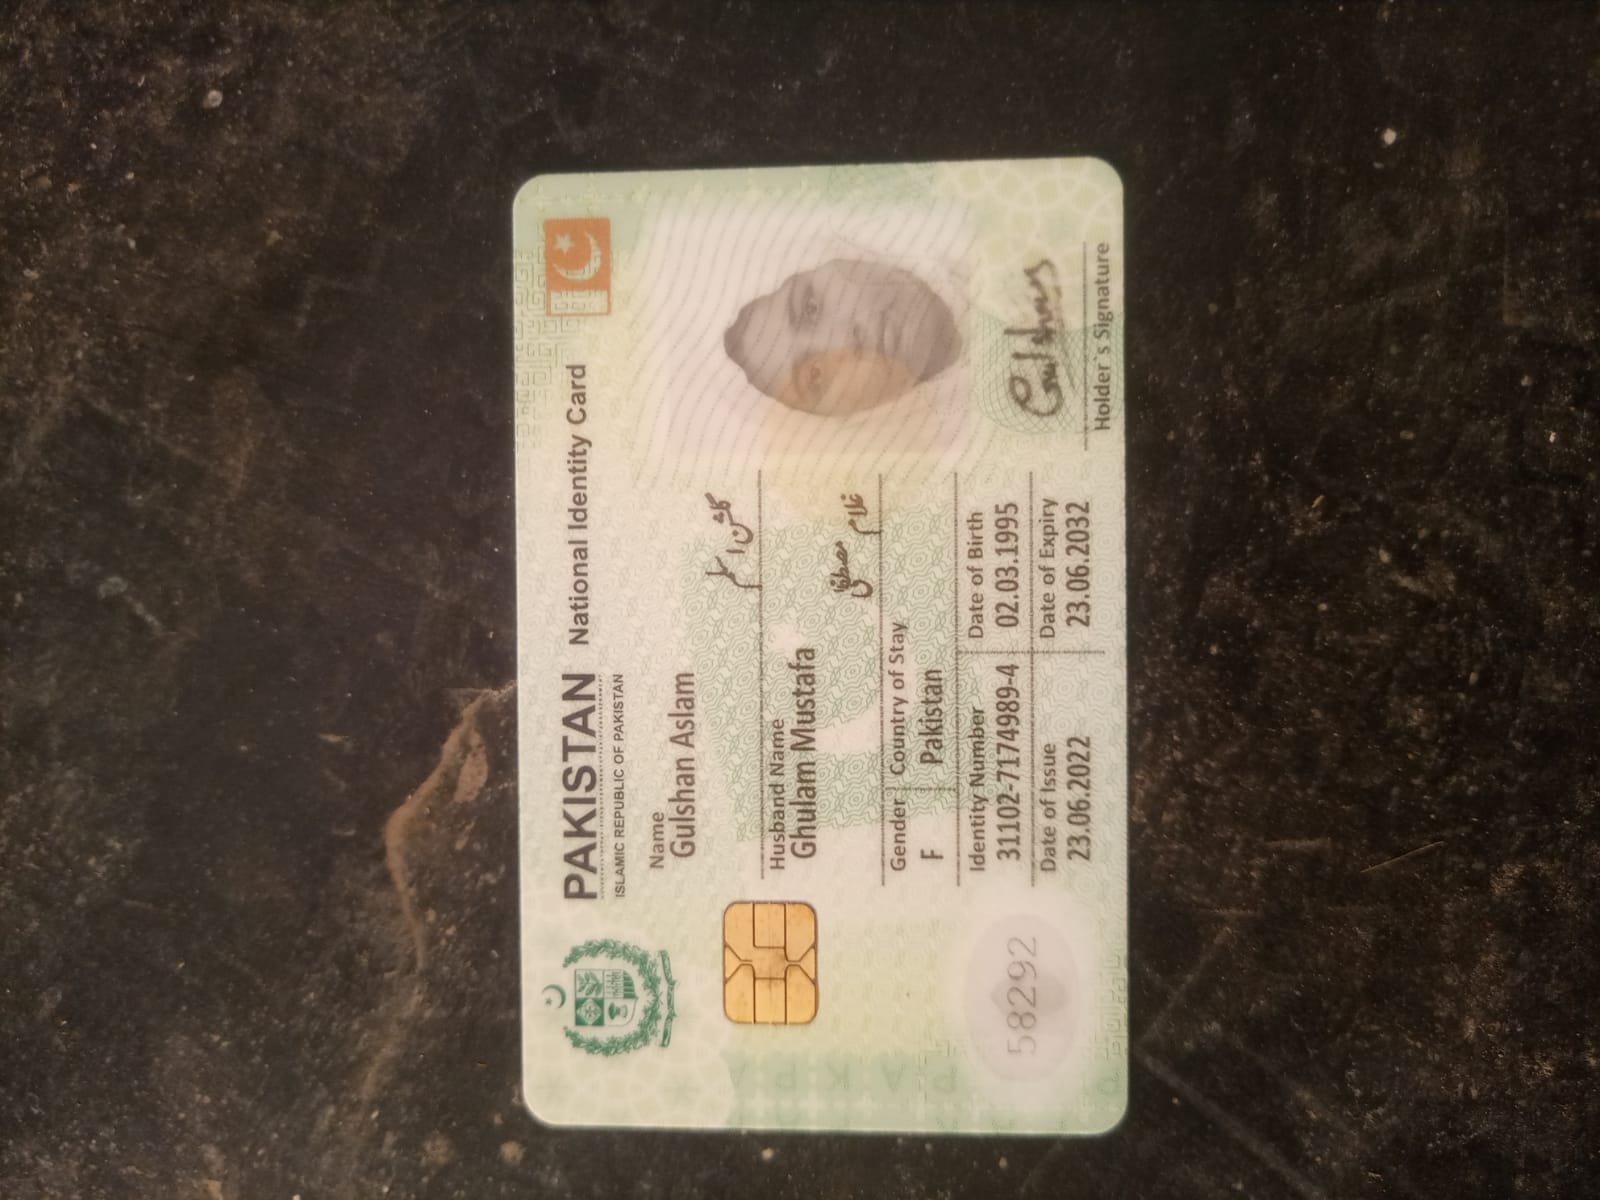 PAKISTAN National Identity Card
ISLAMIC REPUBLIC OF PAKISTAN
Name
Gulshan Aslam
گلشن اسلم
Husband Name
Ghulam Mustafa
غلام مصطفیٰ
Gender Country of Stay
F Pakistan
Identity Number Date of Birth
31102-7174989-4 02.03.1995
Date of Issue Date of Expiry
23.06.2022 23.06.2032
58292
Gulshan
Holder`s Signature